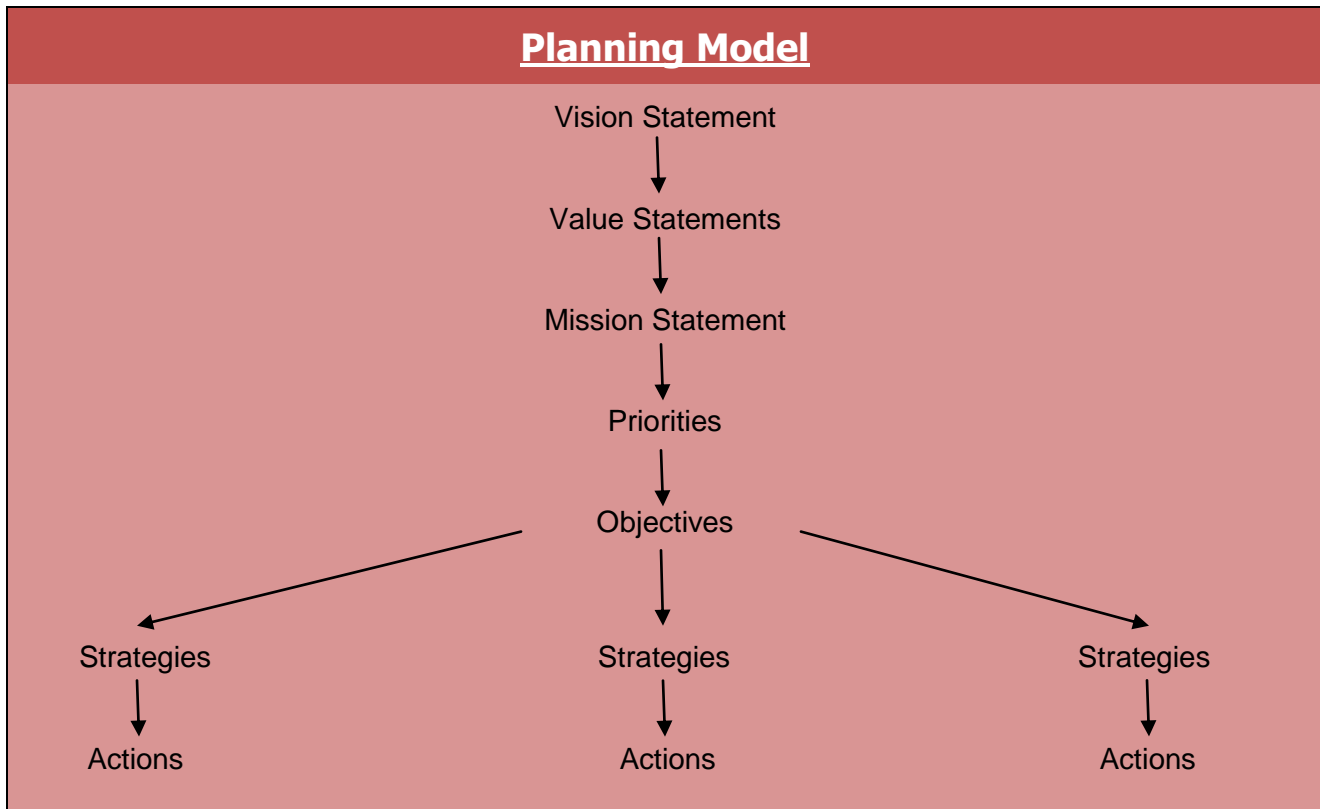 Planning Model
Vision Statement
Value Statements
Mission Statement
Priorities
Objectives
Strategies Strategies Strategies
Actions Actions Actions